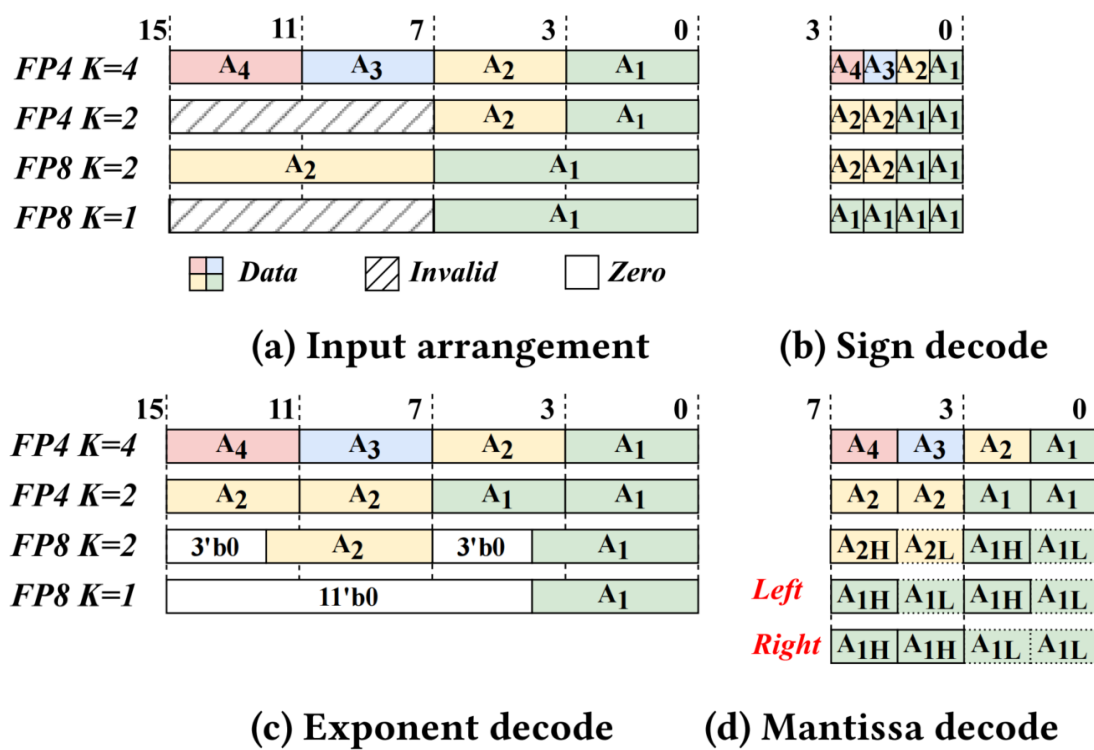 15 11 7 3 0
FP4 K=4 A4 A3 A2 A1
FP4 K=2 A2 A1
FP8 K=2 A2 A1
FP8 K=1 A1
Data Invalid Zero
(a) Input arrangement
3 0
A4 A3 A2 A1
A2 A2 A1 A1
A2 A2 A1 A1
A1 A1 A1 A1
(b) Sign decode
15 11 7 3 0
FP4 K=4 A4 A3 A2 A1
FP4 K=2 A2 A2 A1 A1
FP8 K=2 3'b0 A2 3'b0 A1
FP8 K=1 11'b0 A1
(c) Exponent decode
7 3 0
A4 A3 A2 A1
A2 A2 A1 A1
A2H A2L A1H A1L
Left A1H A1L A1H A1L
Right A1H A1H A1L A1L
(d) Mantissa decode